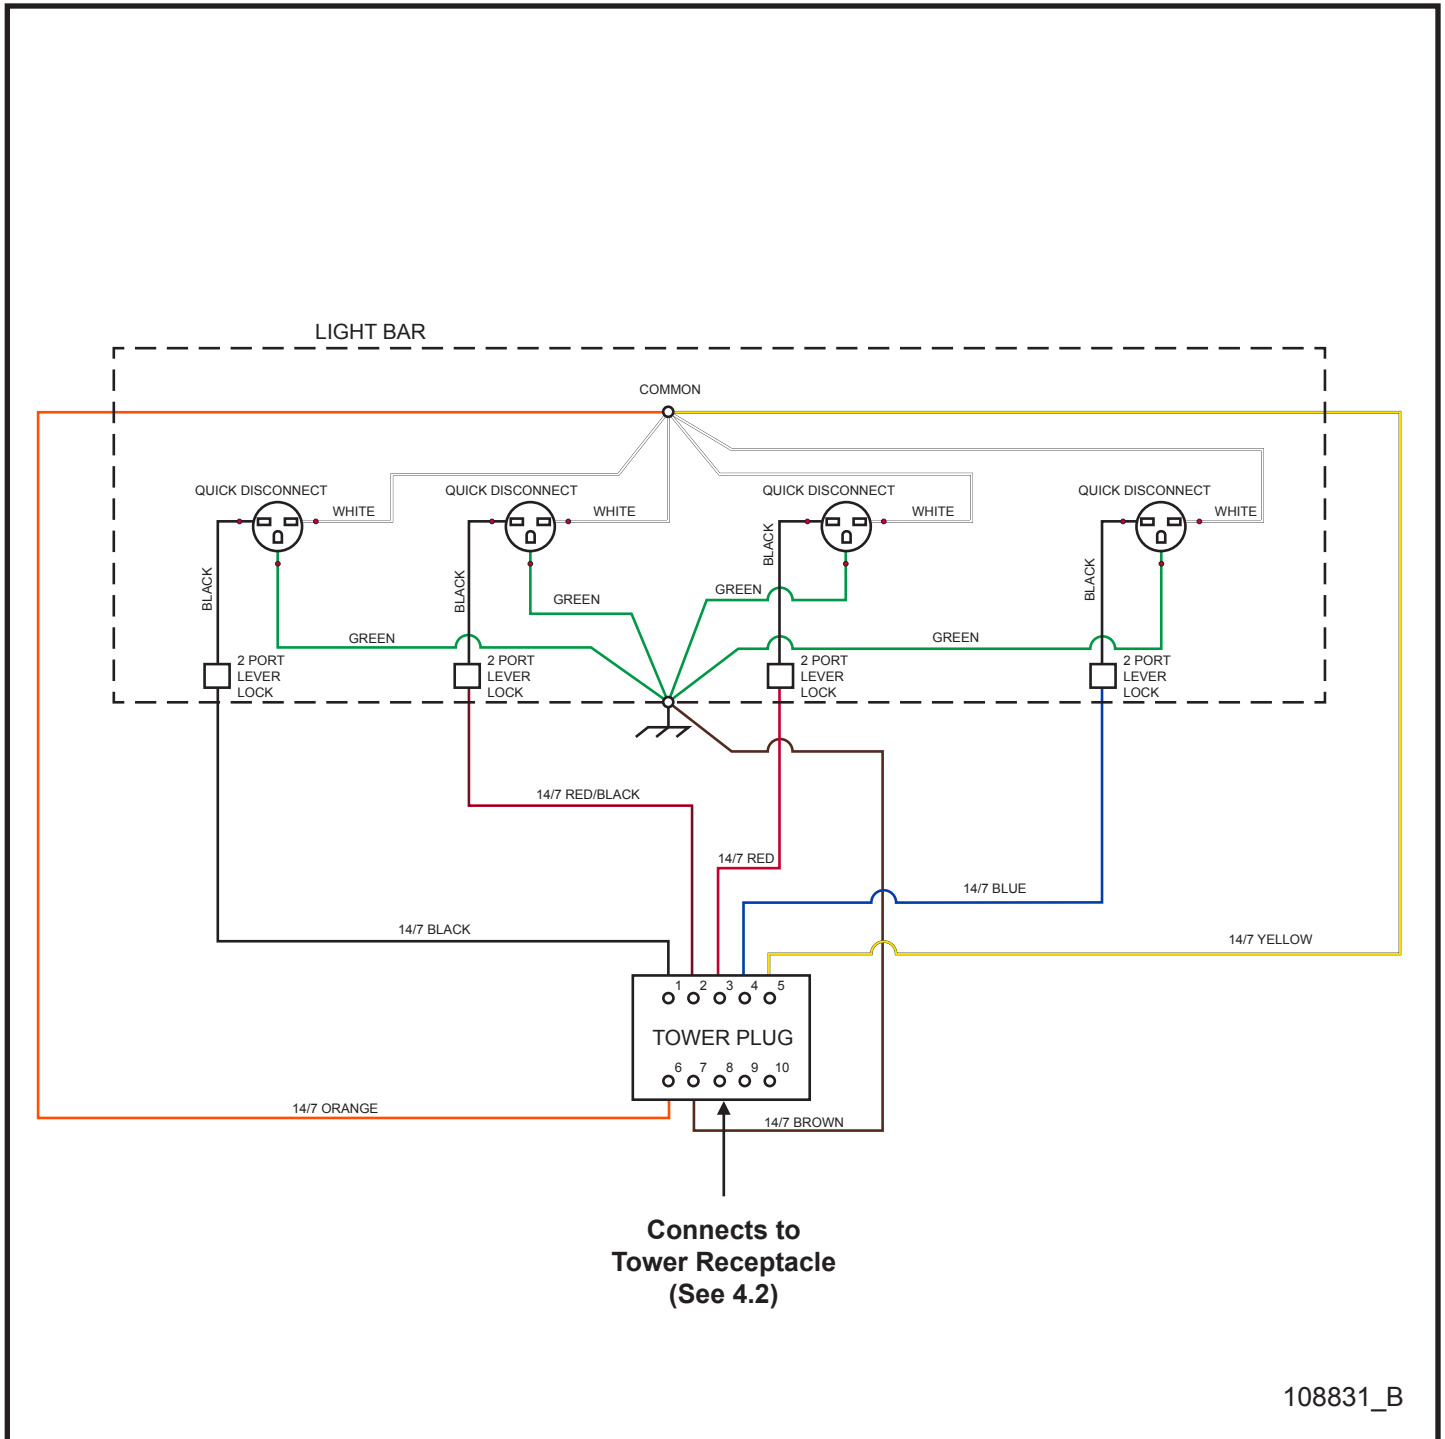 LIGHT BAR
COMMON
QUICK DISCONNECT
QUICK DISCONNECT
QUICK DISCONNECT
QUICK DISCONNECT
WHITE
WHITE
WHITE
WHITE
BLACK
BLACK
BLACK
BLACK
GREEN
GREEN
GREEN
GREEN
2 PORT
LEVER
LOCK
2 PORT
LEVER
LOCK
2 PORT
LEVER
LOCK
2 PORT
LEVER
LOCK
14/7 RED/BLACK
14/7 RED
14/7 BLUE
14/7 BLACK
14/7 YELLOW
1 2 3 4 5
TOWER PLUG
6 7 8 9 10
14/7 ORANGE
14/7 BROWN
Connects to
Tower Receptacle
(See 4.2)
108831_B